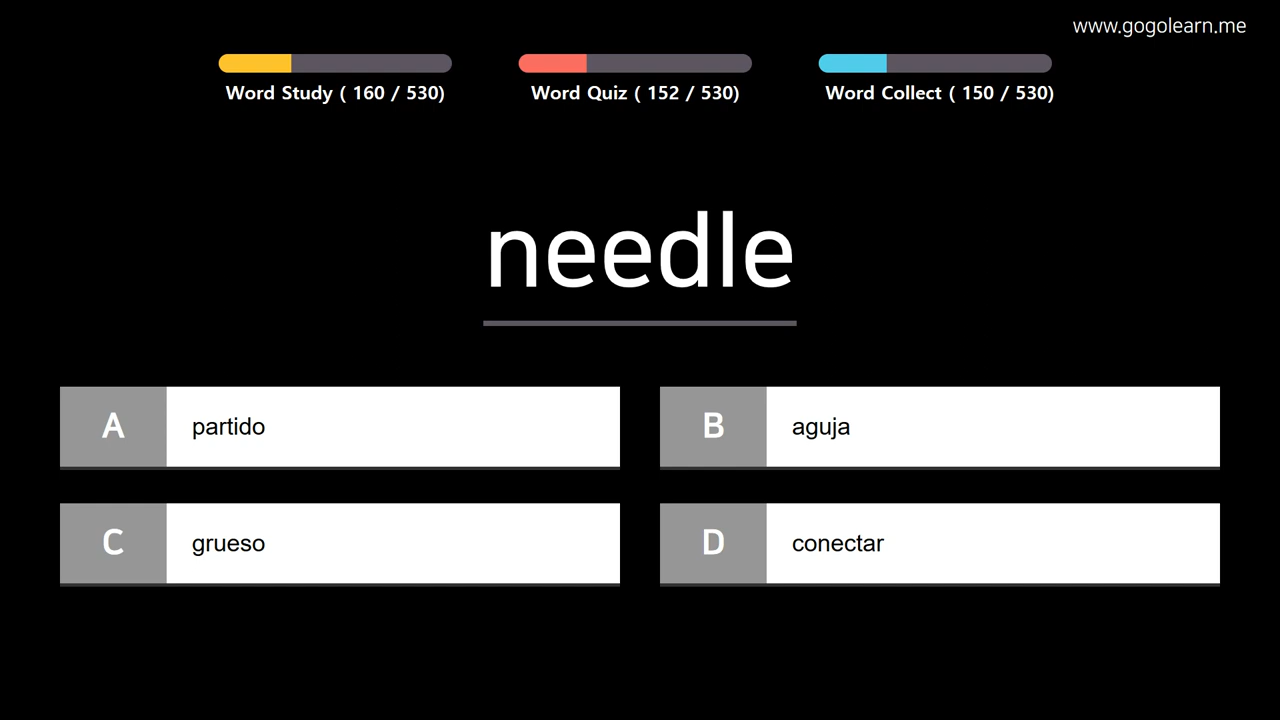 www.gogolearn.me
Word Study ( 160 / 530)
Word Quiz ( 152 / 530)
Word Collect ( 150 / 530)
needle
A partido
B aguja
C grueso
D conectar